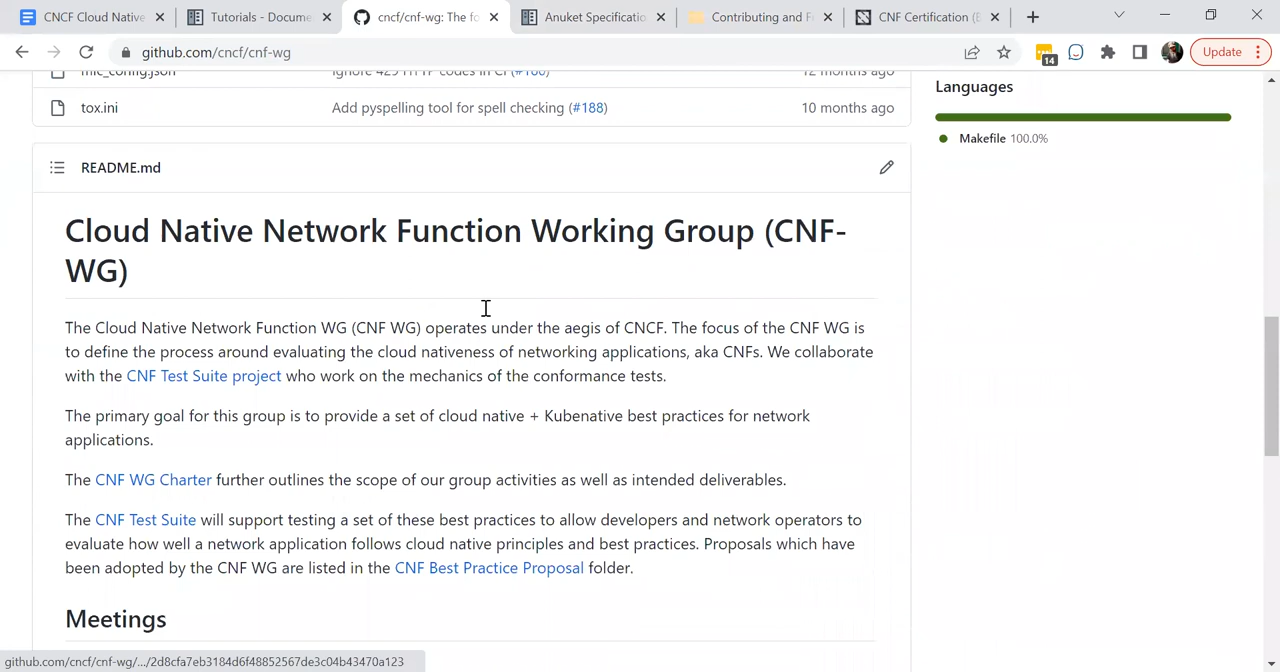 CNCF Cloud Native
Tutorials - Docume
cncf/cnf-wg: The fo
Anuket Specificatio
Contributing and F
CNF Certification (E
github.com/cncf/cnf-wg
14
Update
mlc_config.json
Ignore 429 HTTP codes in CI (#186)
12 months ago
tox.ini
Add pyspelling tool for spell checking (#188)
10 months ago
Languages
Makefile 100.0%
README.md
Cloud Native Network Function Working Group (CNF-
WG)
The Cloud Native Network Function WG (CNF WG) operates under the aegis of CNCF. The focus of the CNF WG is
to define the process around evaluating the cloud nativeness of networking applications, aka CNFs. We collaborate
with the CNF Test Suite project who work on the mechanics of the conformance tests.
The primary goal for this group is to provide a set of cloud native + Kubenative best practices for network
applications.
The CNF WG Charter further outlines the scope of our group activities as well as intended deliverables.
The CNF Test Suite will support testing a set of these best practices to allow developers and network operators to
evaluate how well a network application follows cloud native principles and best practices. Proposals which have
been adopted by the CNF WG are listed in the CNF Best Practice Proposal folder.
Meetings
github.com/cncf/cnf-wg/.../2d8cfa7eb3184d6f48852567de3c04b43470a123